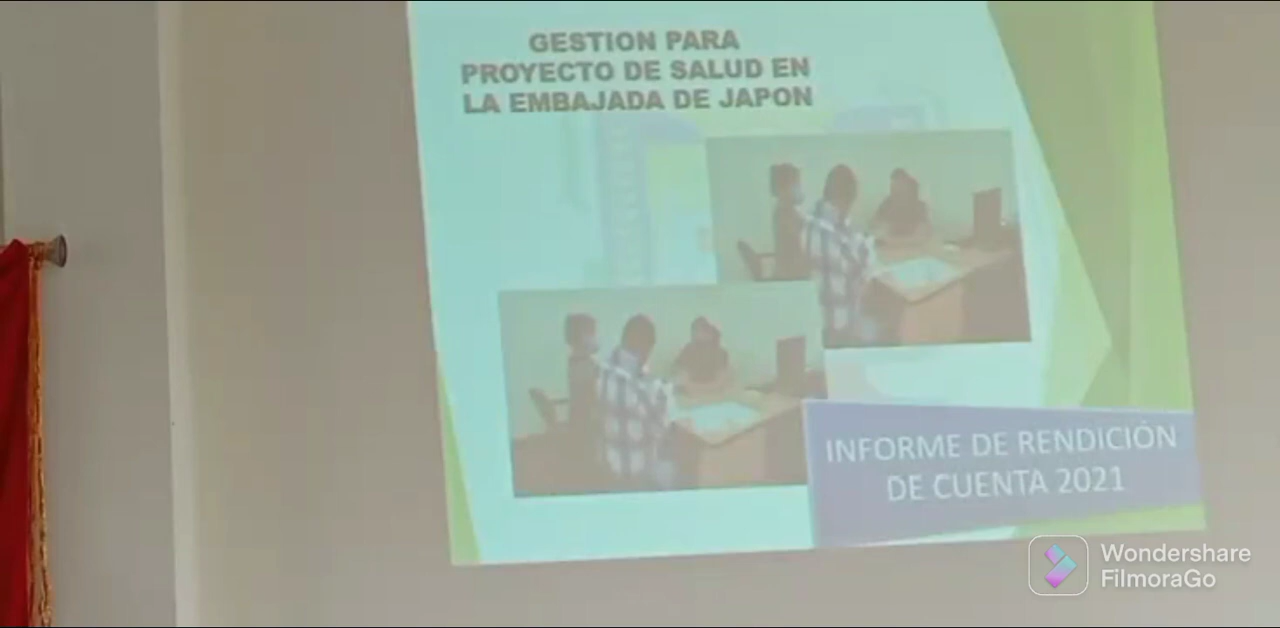 GESTION PARA
PROYECTO DE SALUD EN
LA EMBAJADA DE JAPON
INFORME DE RENDICIÓN
DE CUENTA 2021
Wondershare
FilmoraGo